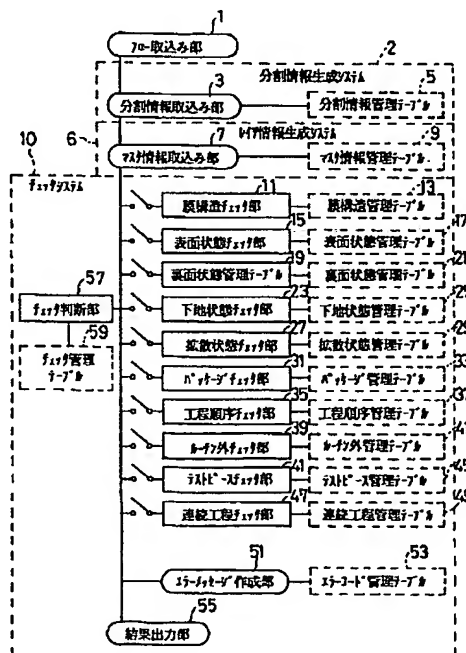 1
フロー取込み部
2
分割情報生成システム
3
5
分割情報取込み部
分割情報管理テーブル
6
レイア情報生成システム
7
9
マスク情報取込み部
マスク情報管理テーブル
10
チェックシステム
11
13
膜構造チェック部
膜構造管理テーブル
15
17
表面状態チェック部
表面状態管理テーブル
19
21
裏面状態管理テーブル
裏面状態管理テーブル
57
チェック判断部
23
25
下地状態チェック部
下地状態管理テーブル
59
チェック管理
テーブル
27
29
拡散状態チェック部
拡散状態管理テーブル
31
33
パッケージチェック部
パッケージ管理テーブル
35
37
工程順序チェック部
工程順序管理テーブル
39
ルーチン外チェック部
ルーチン外管理テーブル
41
45
テストピースチェック部
テストピース管理テーブル
47
連続工程チェック部
連続工程管理テーブル
51
53
エラーメッセージ作成部
エラーコード管理テーブル
55
結果出力部